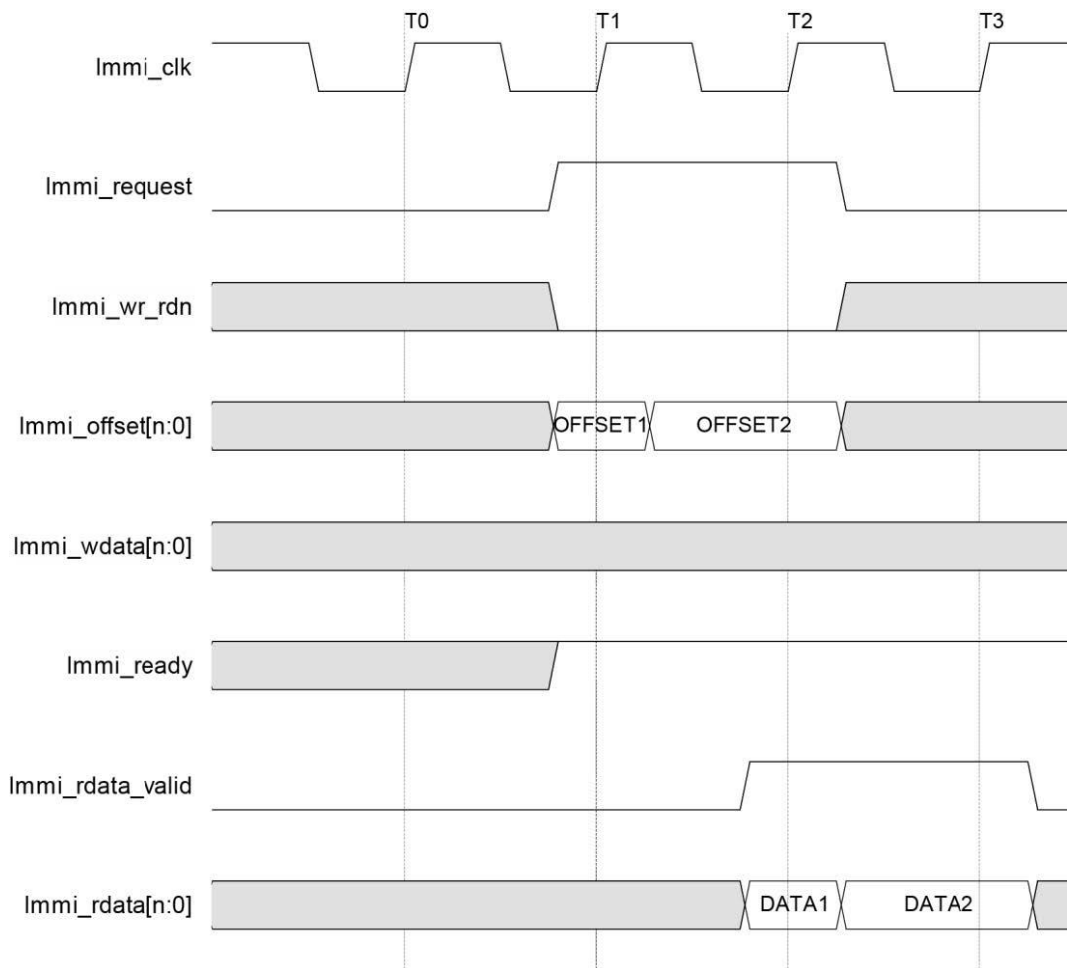 T0 T1 T2 T3
lmmi_clk
lmmi_request
lmmi_wr_rdn
lmmi_offset[n:0] OFFSET1 OFFSET2
lmmi_wdata[n:0]
lmmi_ready
lmmi_rdata_valid
lmmi_rdata[n:0] DATA1 DATA2